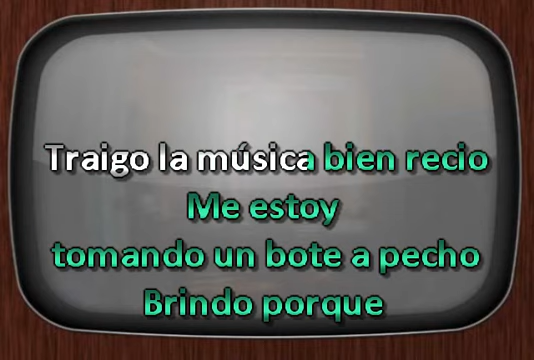 Traigo la música bien recio
Me estoy
tomando un bote a pecho
Brindo porque